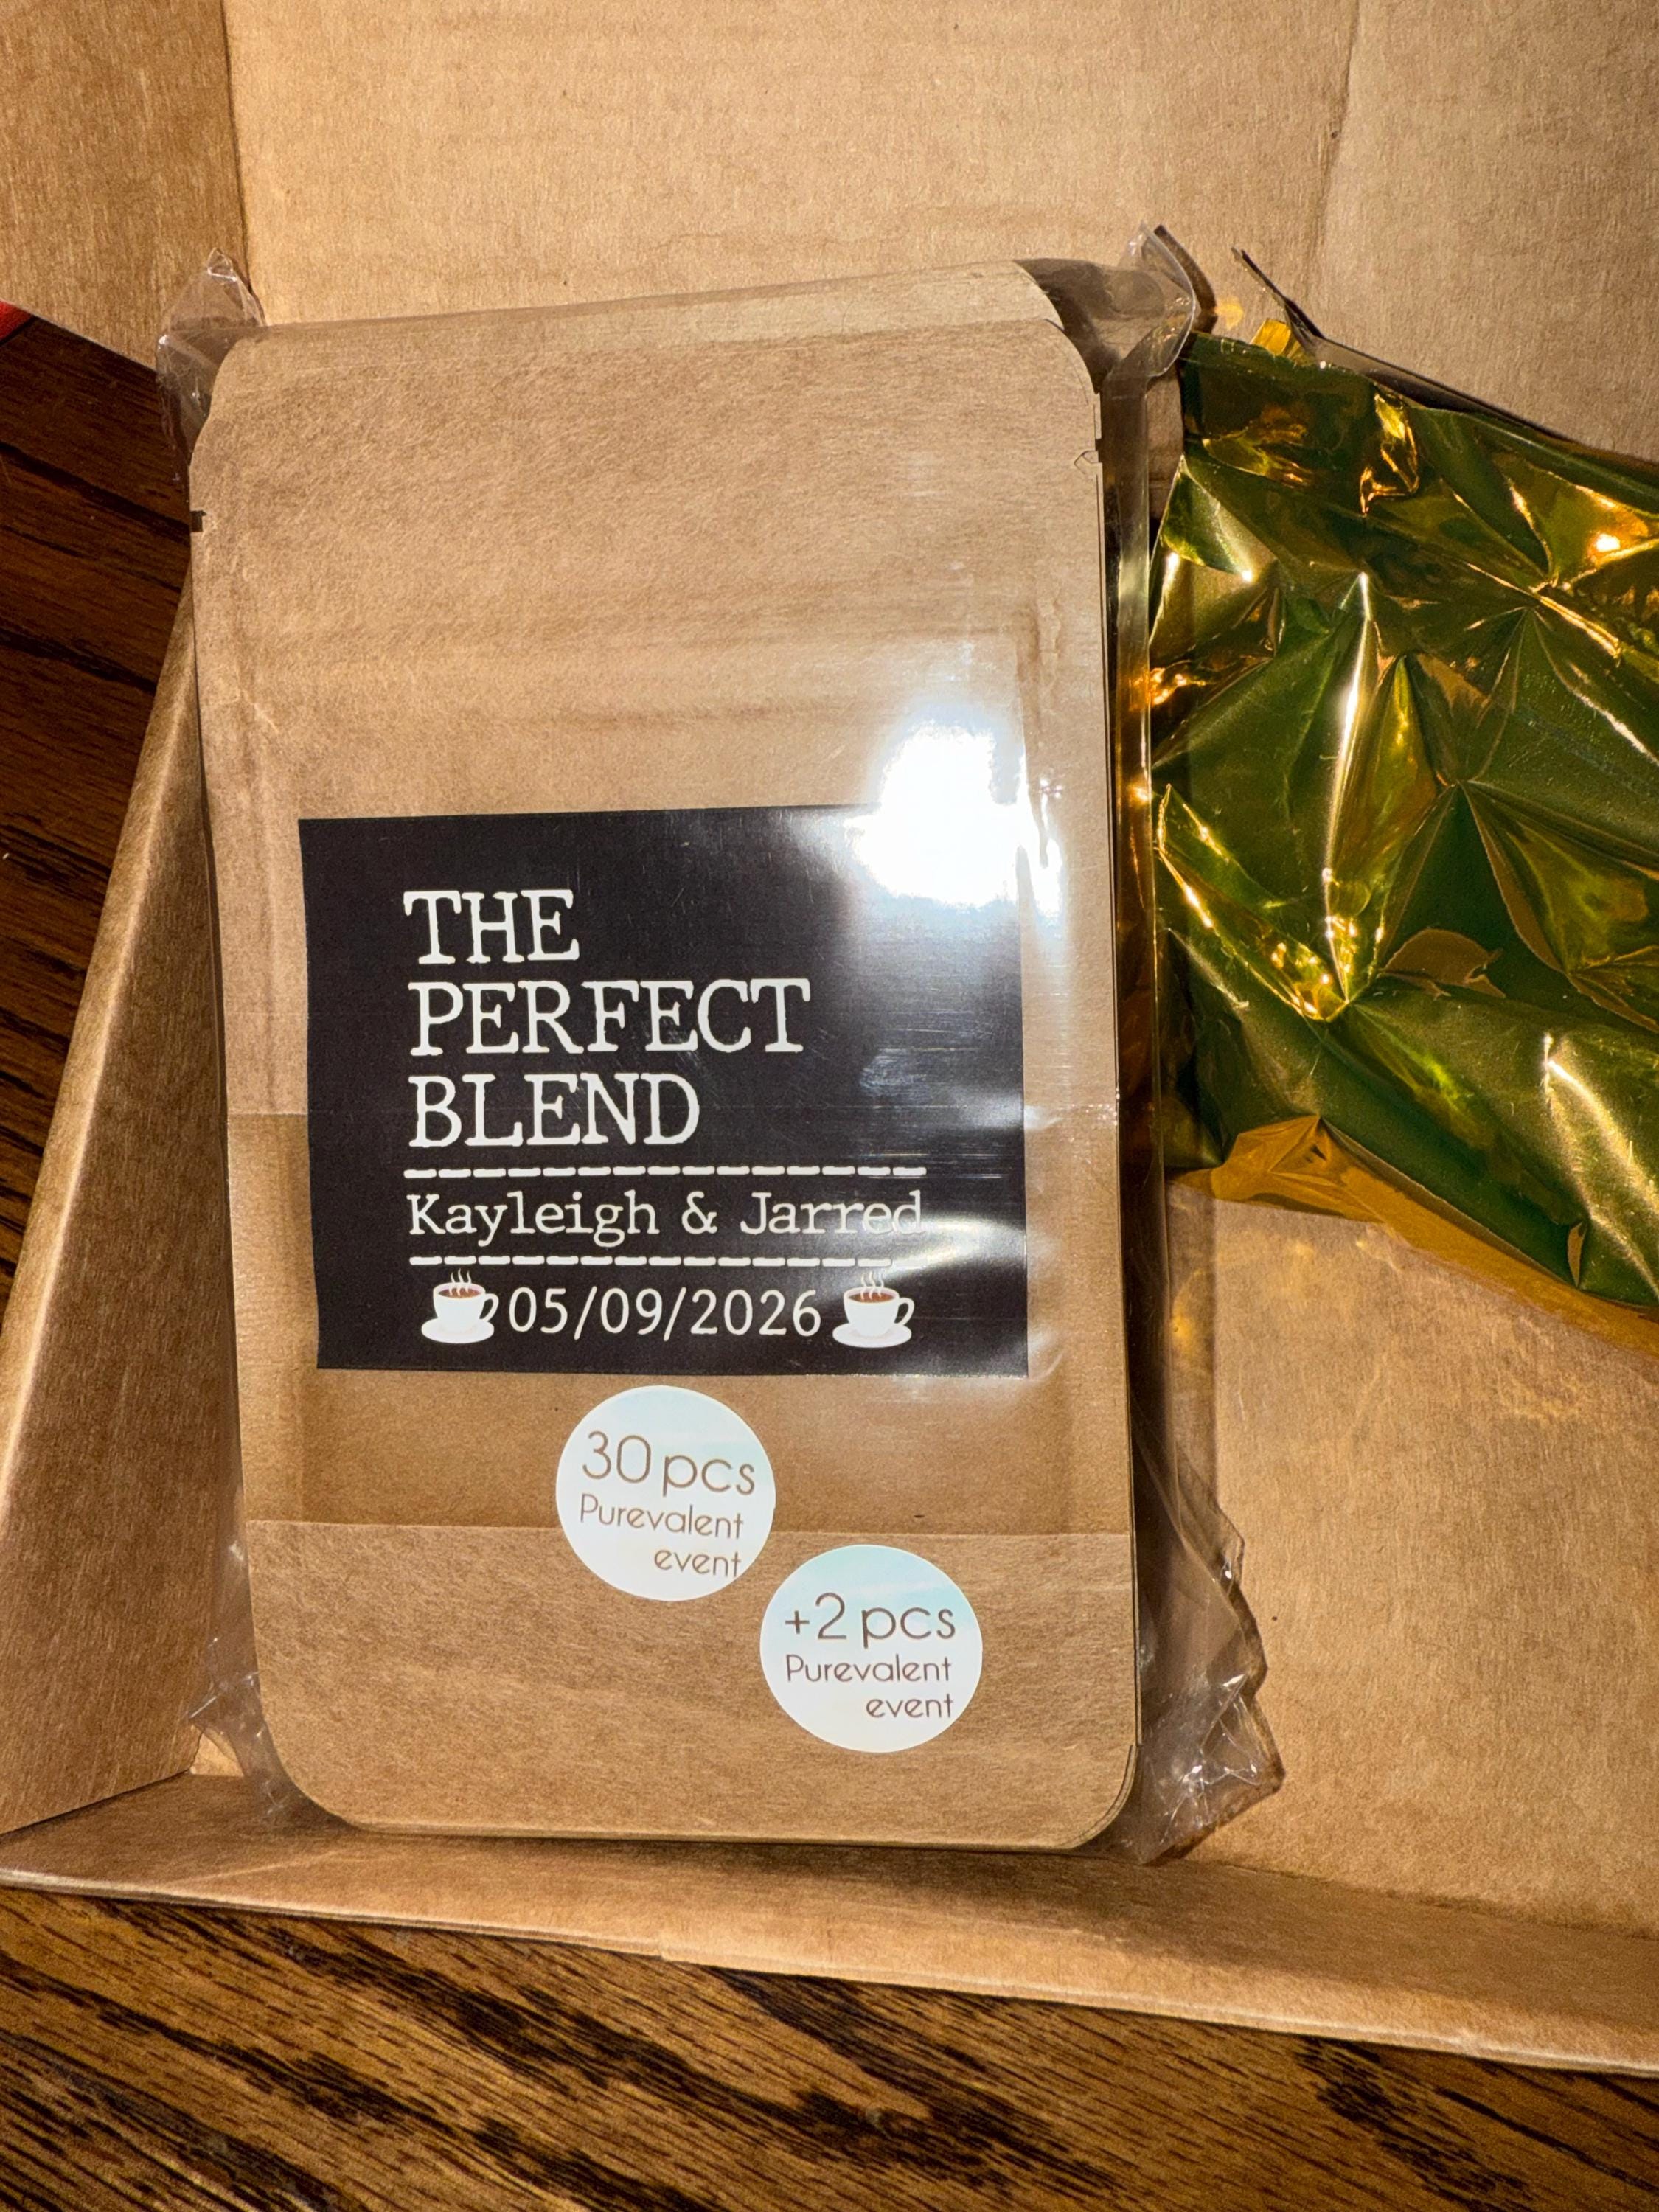 THE
PERFECT
BLEND
Kayleigh & Jarred
05/09/2026
30 pcs
Purevalent
event
+2 pcs
Purevalent
event